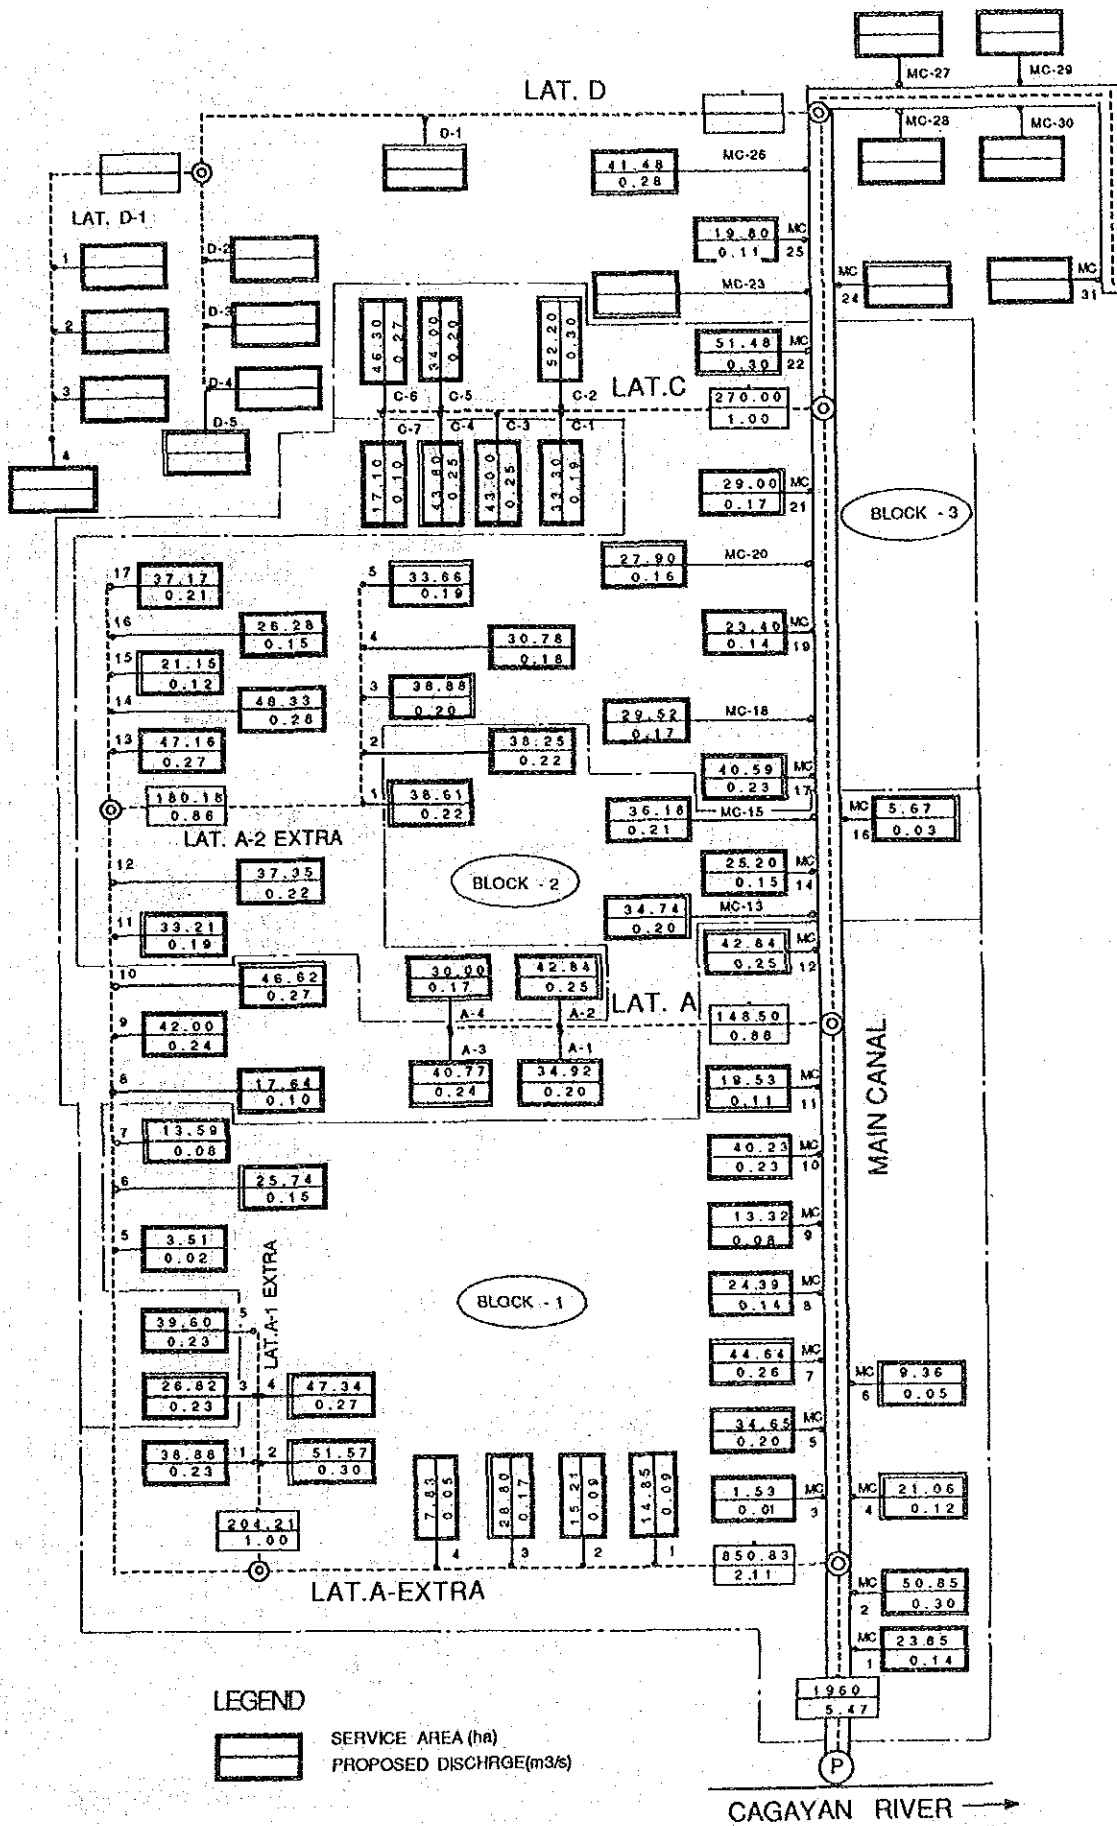 MC-27
MC-29
LAT. D
MC-28
MC-30
D-1
MC-26
41.48
0.28
LAT. D-1
19.80
0.11
MC
25
D-2
1
MC-23
MC
24
MC
31
D-3
2
46.30
0.27
34.00
0.20
52.20
0.30
51.48
0.30
MC
22
D-4
3
C-6
C-5
C-2
LAT.C
270.00
1.00
D-5
C-7
C-4
C-3
C-1
4
17.10
0.10
43.80
0.25
43.00
0.25
33.30
0.19
29.00
0.17
MC
21
BLOCK - 3
17
37.17
0.21
5
33.66
0.19
27.90
0.16
MC-20
16
26.28
0.15
4
30.78
0.18
23.40
0.14
MC
19
15
21.15
0.12
3
38.88
0.20
14
48.33
0.28
29.52
0.17
MC-18
13
47.16
0.27
2
38.25
0.22
40.59
0.23
MC
17
180.18
0.86
1
38.61
0.22
36.18
0.21
MC-15
MC
16
5.67
0.03
LAT. A-2 EXTRA
12
37.35
0.22
BLOCK - 2
25.20
0.15
MC
14
11
33.21
0.19
34.74
0.20
MC-13
42.84
0.25
MC
12
10
46.62
0.27
30.00
0.17
42.84
0.25
LAT. A
9
42.00
0.24
A-4
A-2
148.50
0.88
A-3
A-1
8
17.64
0.10
40.77
0.24
34.92
0.20
19.53
0.11
MC
11
MAIN CANAL
7
13.59
0.08
40.23
0.23
MC
10
6
25.74
0.15
5
3.51
0.02
13.32
0.08
MC
9
LAT.A-1 EXTRA
BLOCK - 1
24.39
0.14
MC
8
39.60
0.23
5
44.64
0.26
MC
7
26.82
0.23
3
4
47.34
0.27
MC
6
9.36
0.05
34.65
0.20
MC
5
38.88
0.23
1
2
51.57
0.30
7.83
0.05
28.80
0.17
15.21
0.09
14.85
0.09
1.53
0.01
MC
3
MC
4
21.06
0.12
204.21
1.00
4
3
2
1
850.83
2.11
LAT.A-EXTRA
MC
2
50.85
0.30
MC
1
23.85
0.14
1960
5.47
LEGEND
SERVICE AREA (ha)
PROPOSED DISCHRGE(m3/s)
P
CAGAYAN RIVER